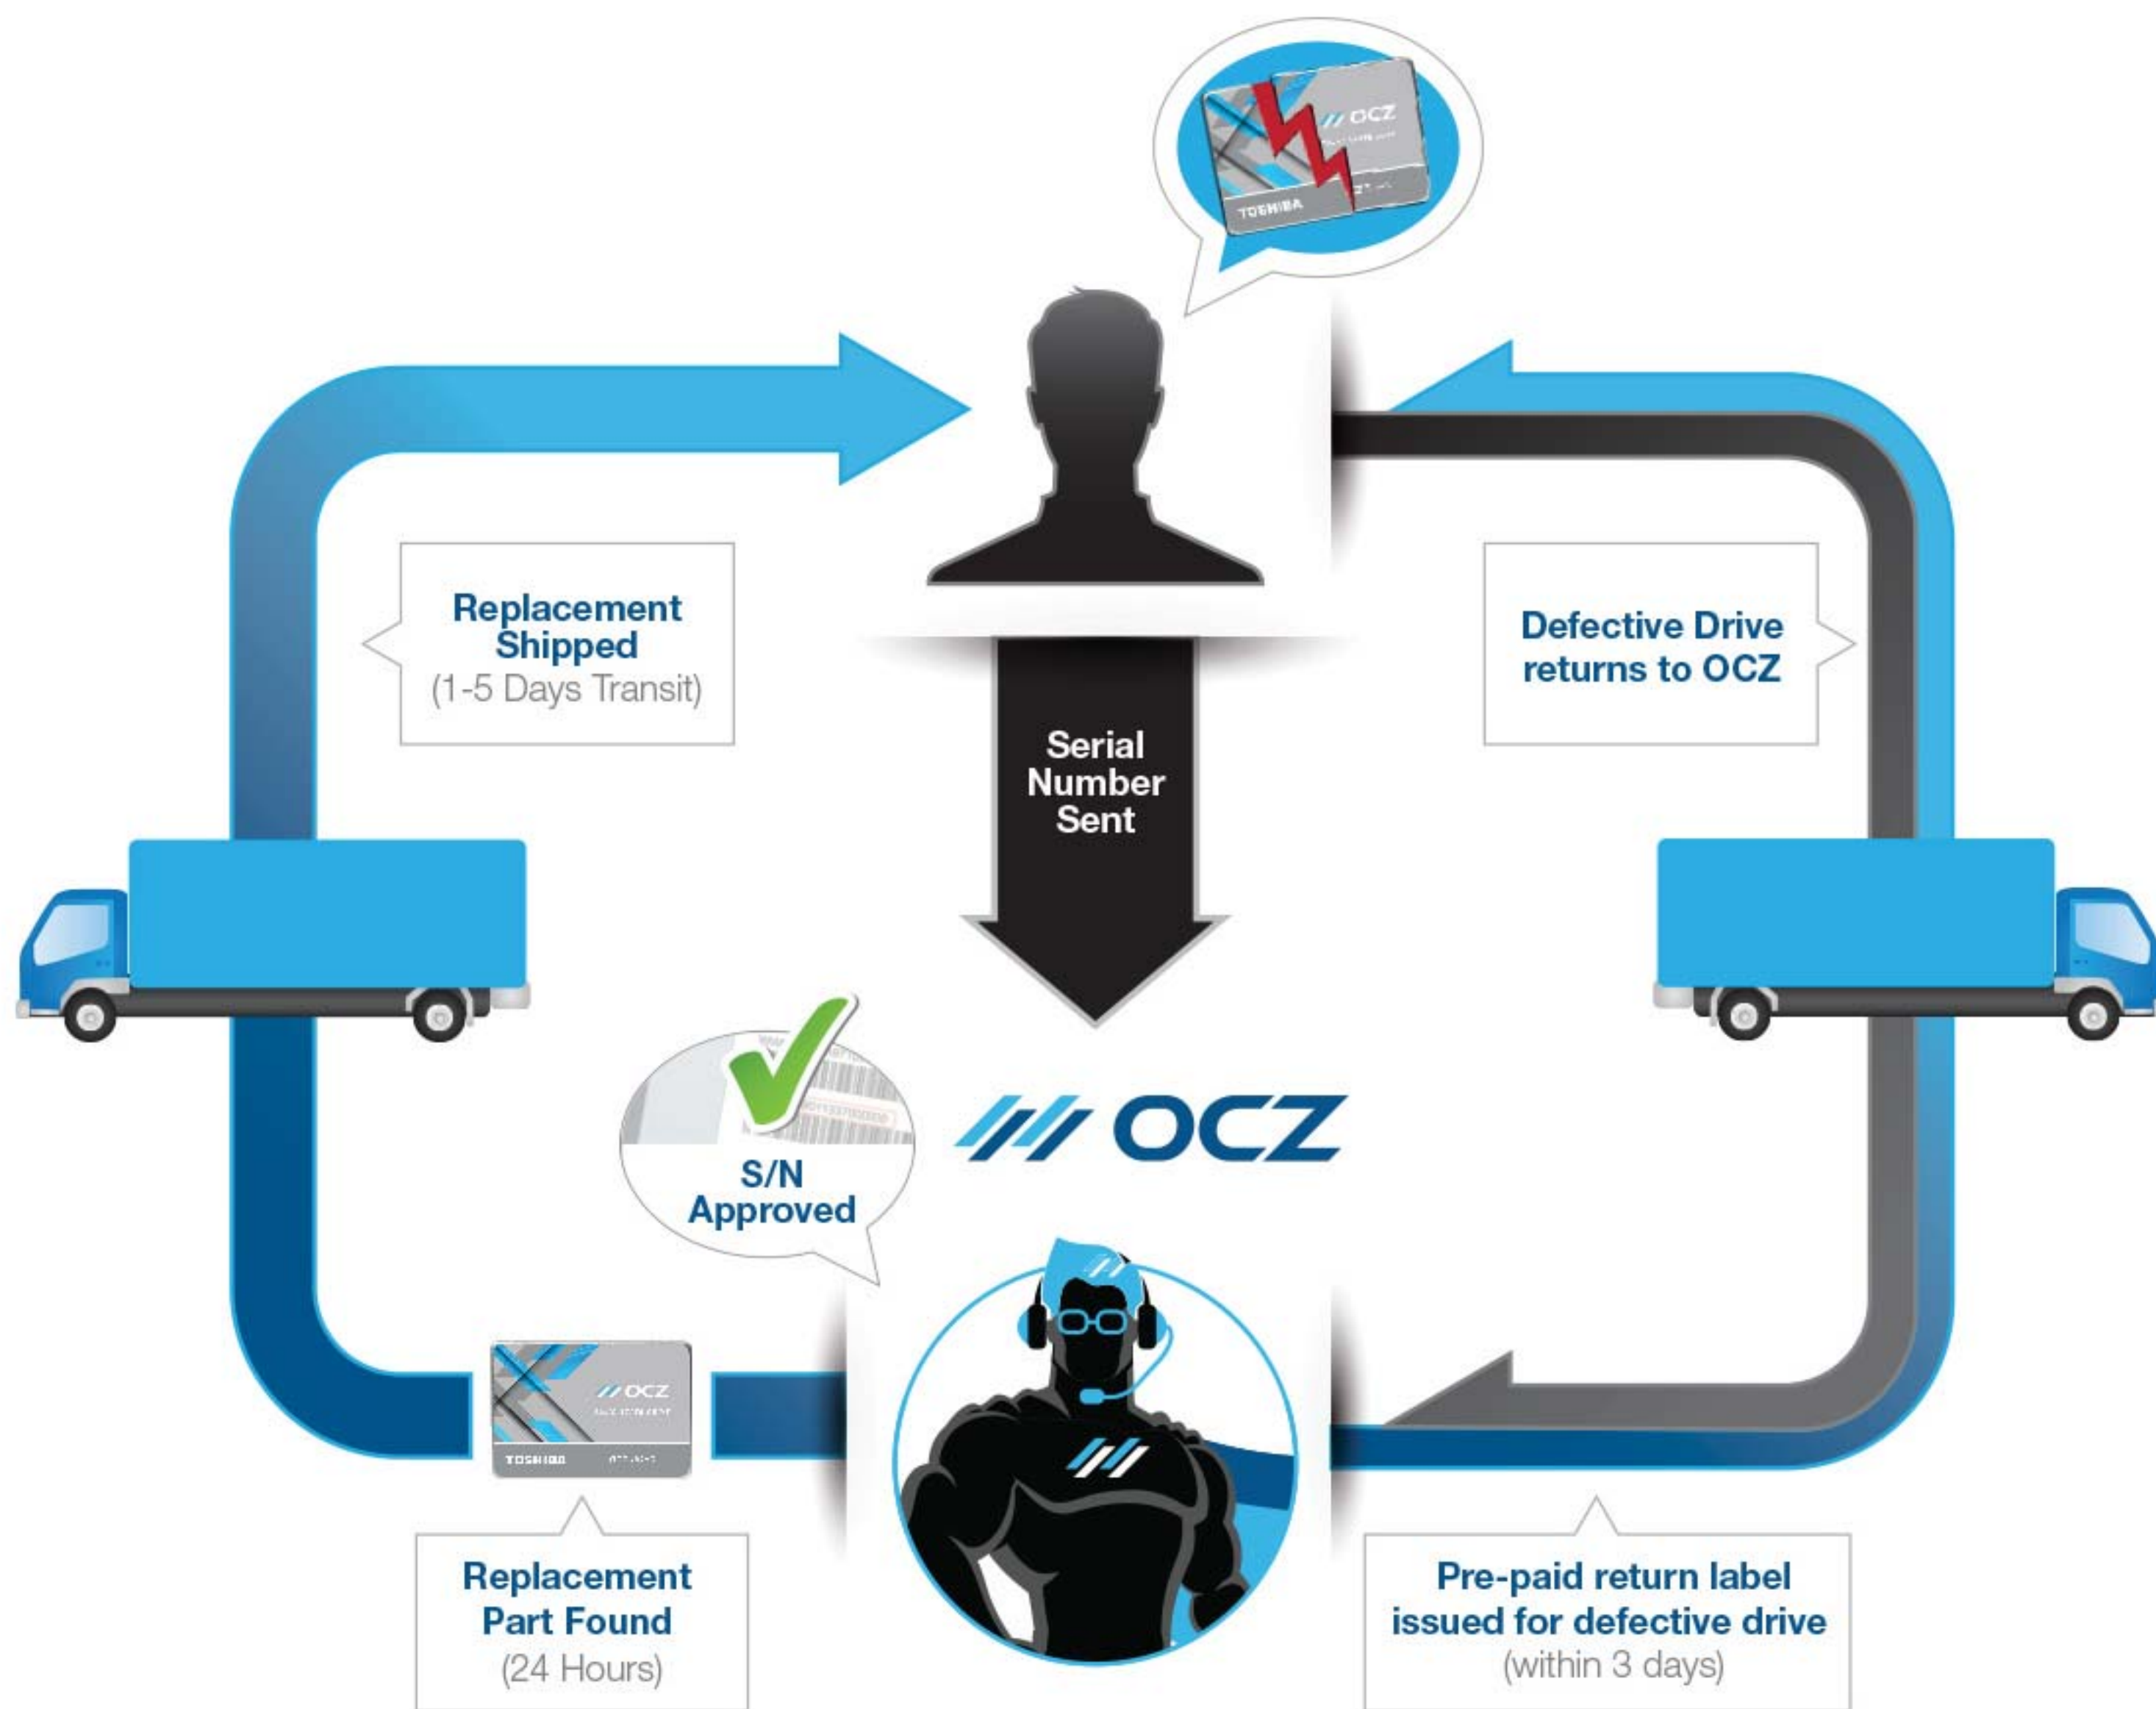 OCZ
TOSHIBA
Replacement
Shipped
(1-5 Days Transit)
Serial
Number
Sent
Defective Drive
returns to OCZ
S/N
Approved
OCZ
OCZ
TOSHIBA
Replacement
Part Found
(24 Hours)
Pre-paid return label
issued for defective drive
(within 3 days)